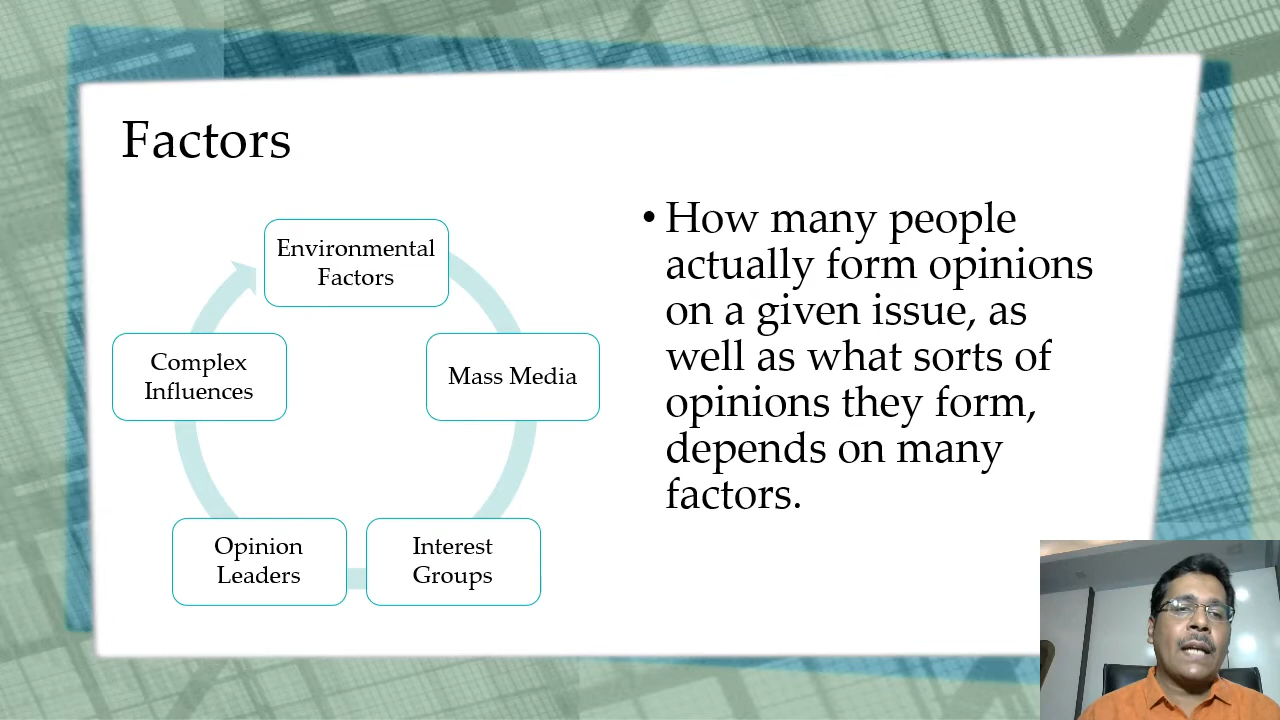 Factors
Environmental
Factors
Mass Media
Interest
Groups
Opinion
Leaders
Complex
Influences
• How many people
actually form opinions
on a given issue, as
well as what sorts of
opinions they form,
depends on many
factors.